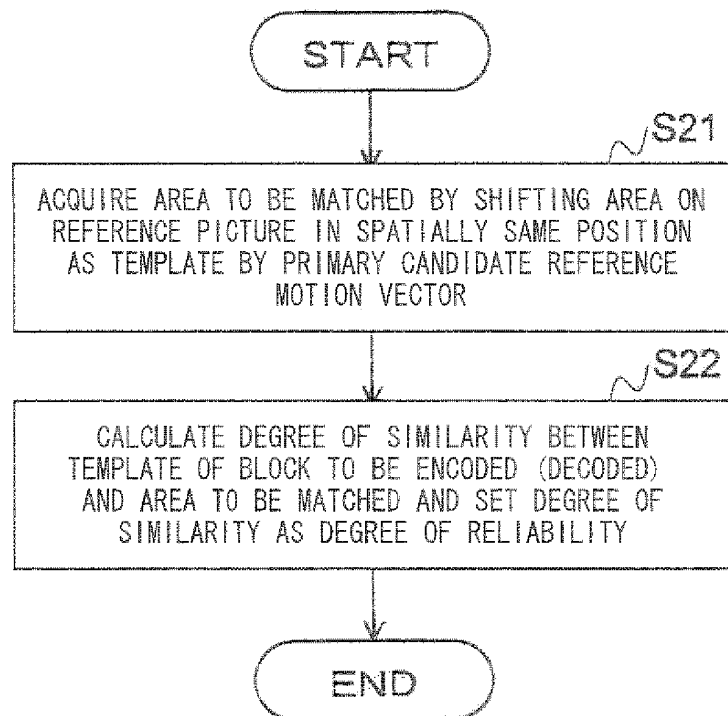 START
S21
ACQUIRE AREA TO BE MATCHED BY SHIFTING AREA ON
REFERENCE PICTURE IN SPATIALLY SAME POSITION
AS TEMPLATE BY PRIMARY CANDIDATE REFERENCE
MOTION VECTOR
S22
CALCULATE DEGREE OF SIMILARITY BETWEEN
TEMPLATE OF BLOCK TO BE ENCODED (DECODED)
AND AREA TO BE MATCHED AND SET DEGREE OF
SIMILARITY AS DEGREE OF RELIABILITY
END